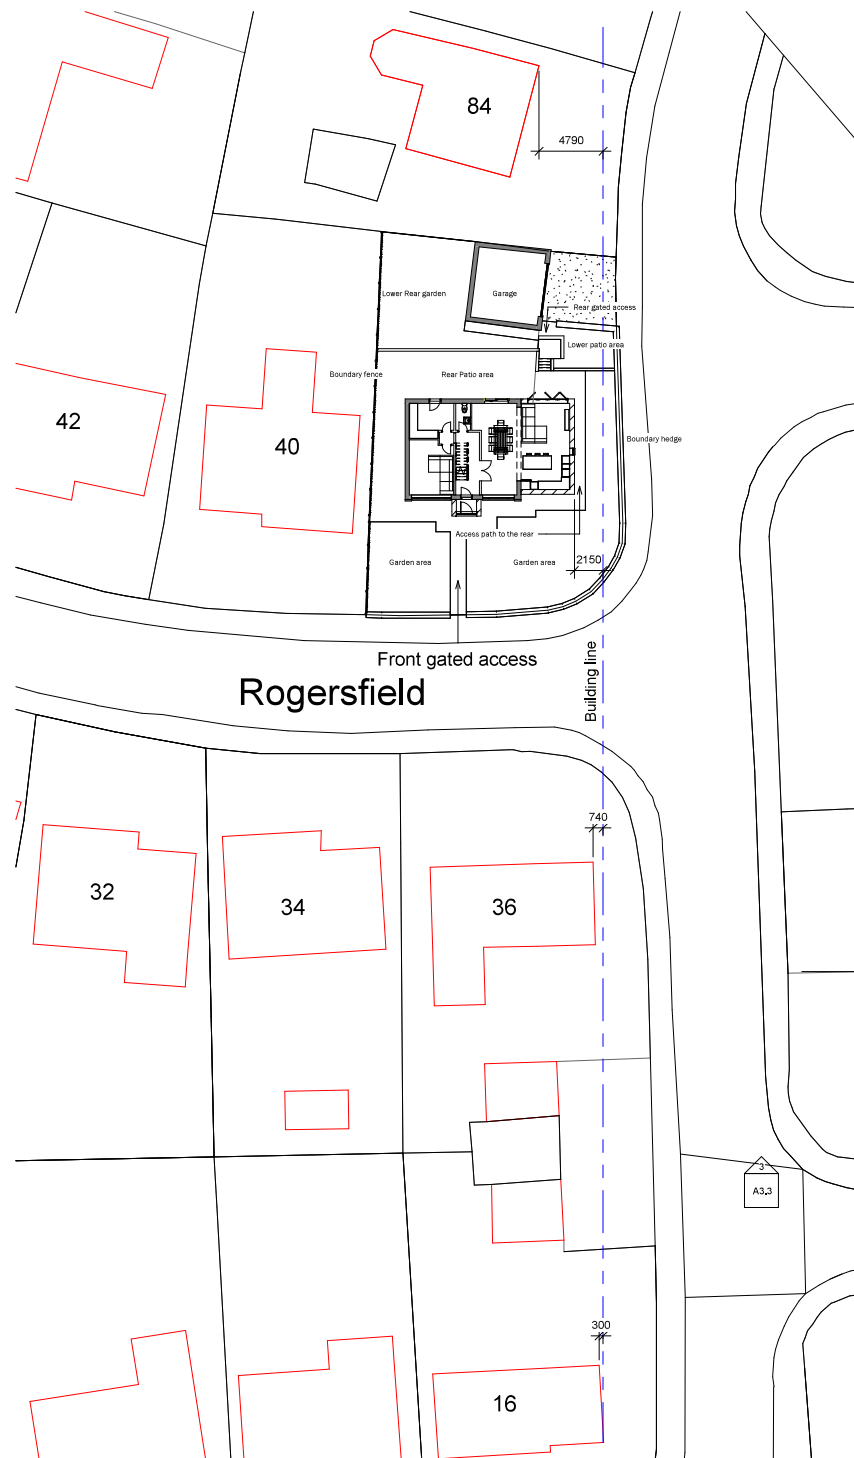 84
4790
Lower Rear garden
Garage
Rear gated access
Lower patio area
Boundary fence
Rear Patio area
42
40
Boundary hedge
Access path to the rear
Garden area
Garden area
2150
Front gated access
Rogersfield
Building line
740
32
34
36
3
A3.3
300
16